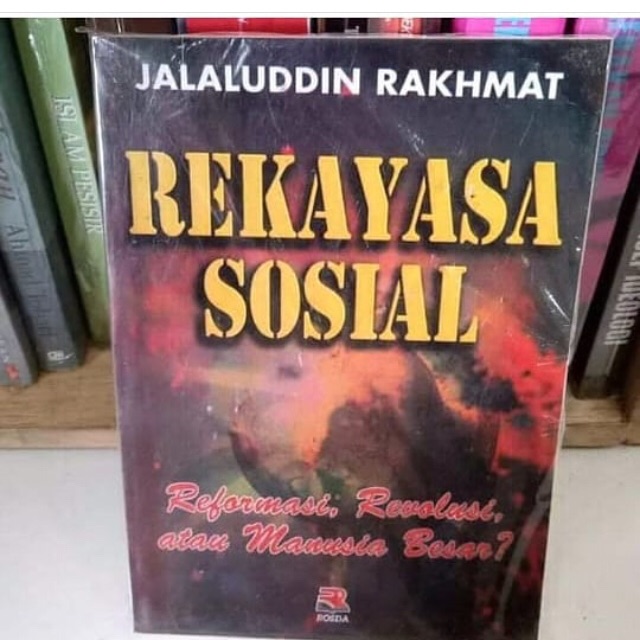 JALALUDDIN RAKHMAT
REKAYASA
SOSIAL
Reformasi, Revolusi,
atau Manusia Besar?
ROSDA
ISLAM PESISIR